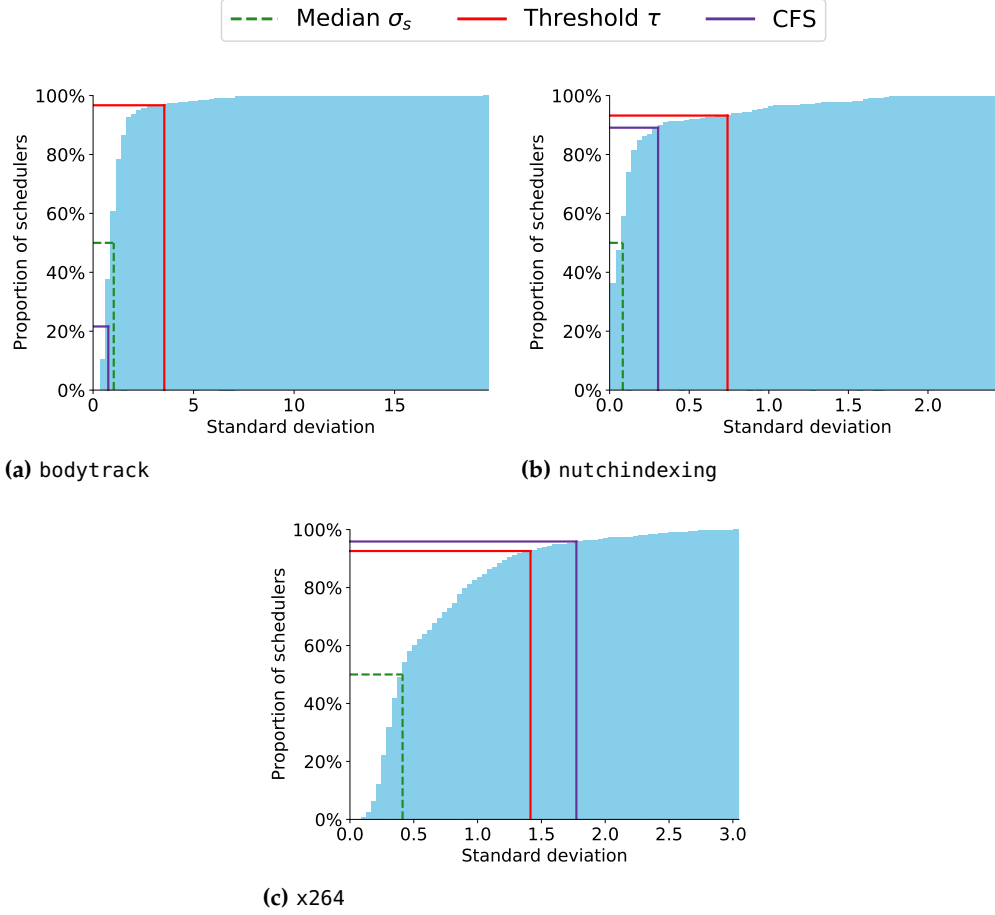 Median σs Threshold τ CFS
100%
80%
60%
40%
20%
0%
Proportion of schedulers
0 5 10 15
Standard deviation
(a) bodytrack
100%
80%
60%
40%
20%
0%
Proportion of schedulers
0.0 0.5 1.0 1.5 2.0
Standard deviation
(b) nutchindexing
100%
80%
60%
40%
20%
0%
Proportion of schedulers
0.0 0.5 1.0 1.5 2.0 2.5 3.0
Standard deviation
(c) x264